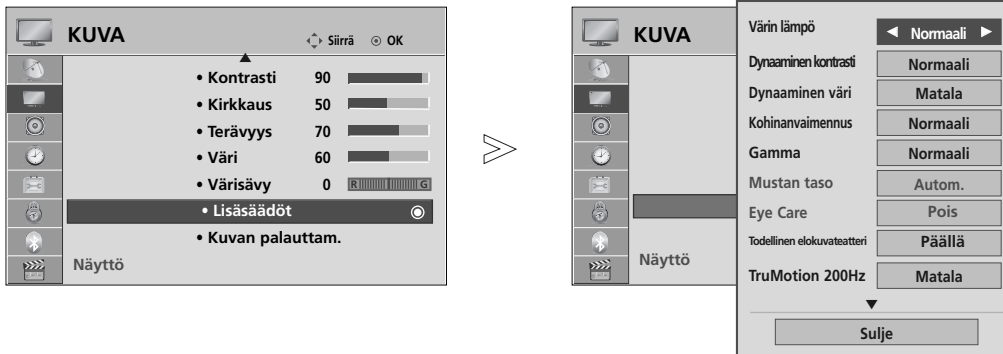 KUVA
Siirrä OK
• Kontrasti 90
• Kirkkaus 50
• Terävyys 70
• Väri 60
• Värisävy 0 R G
• Lisäsäädöt
• Kuvan palauttam.
Näyttö
KUVA
Näyttö
Värin lämpö Normaali
Dynaaminen kontrasti Normaali
Dynaaminen väri Matala
Kohinanvaimennus Normaali
Gamma Normaali
Mustan taso Autom.
Eye Care Pois
Todellinen elokuvateatteri Päällä
TruMotion 200Hz Matala
Sulje